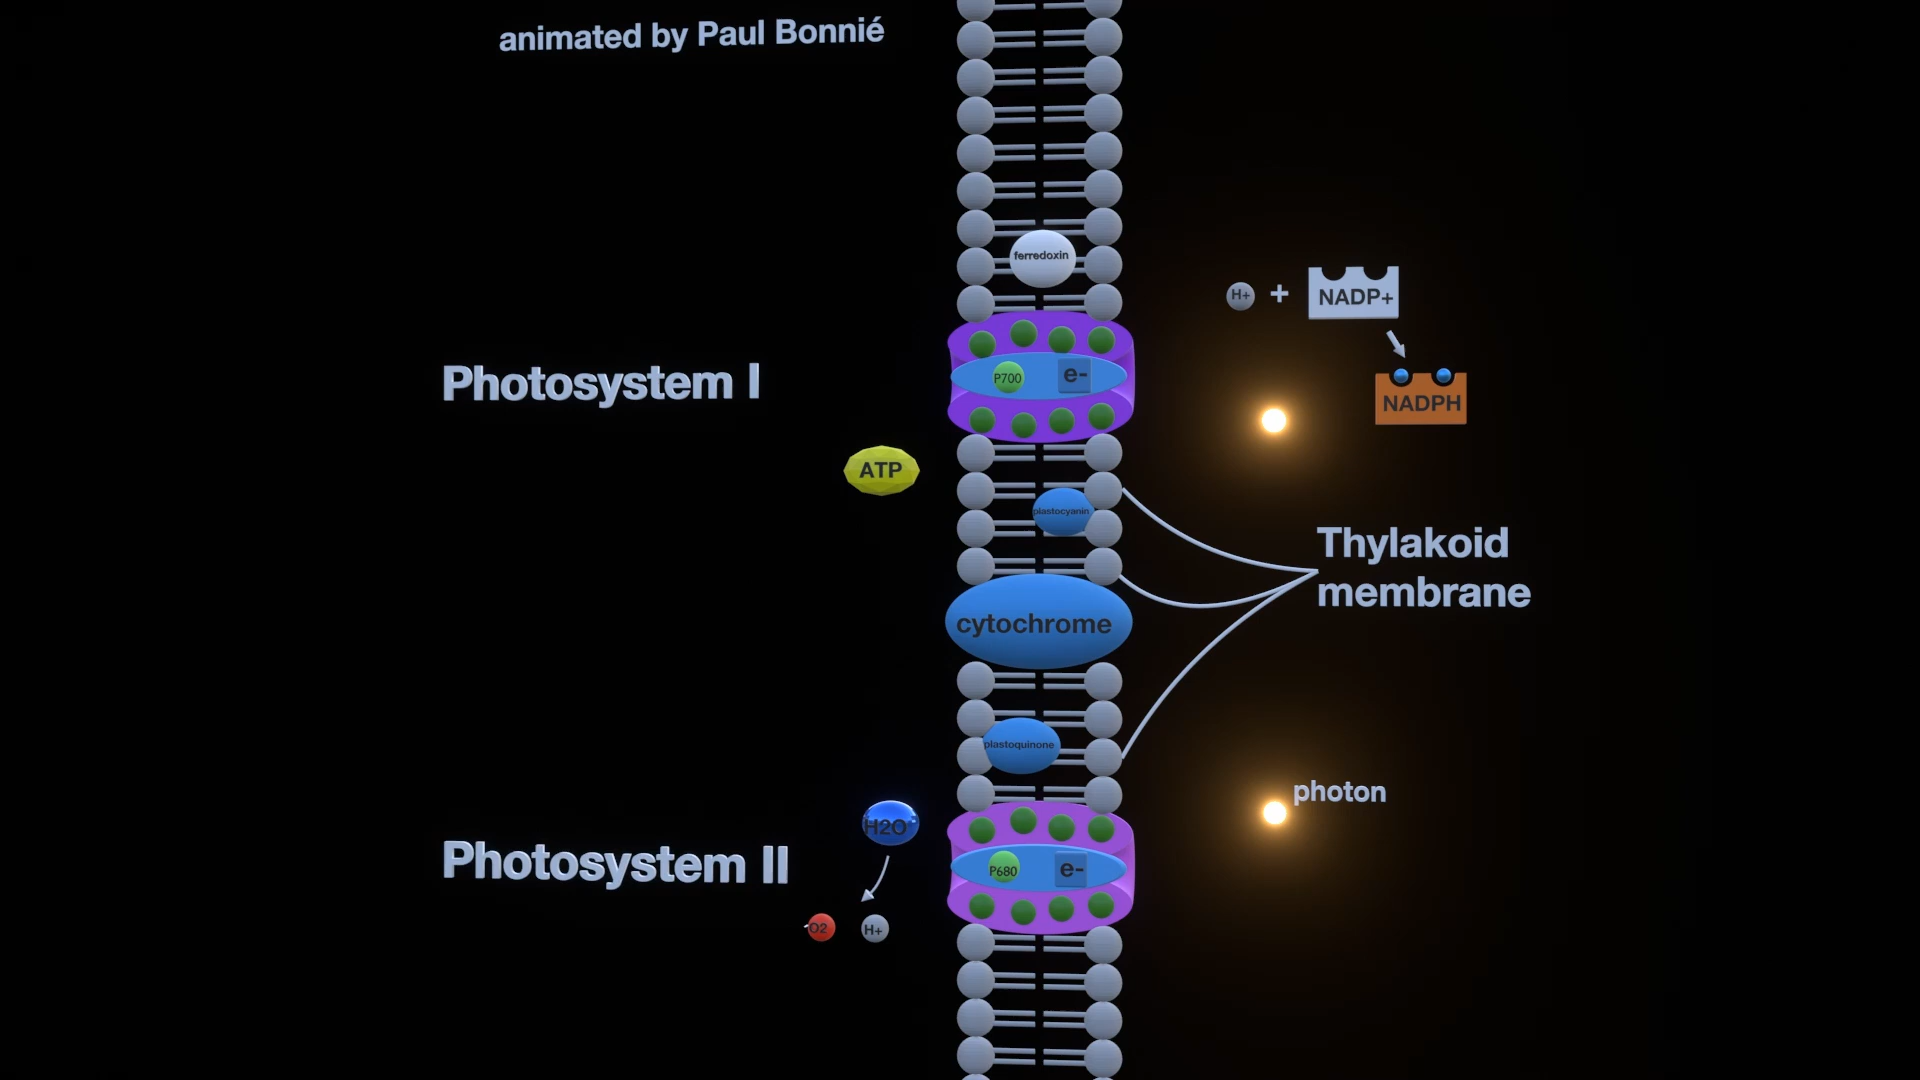 animated by Paul Bonnié
ferredoxin
H+ + NADP+
Photosystem I
P700 e-
NADPH
ATP
plastocyanin
Thylakoid
membrane
cytochrome
plastoquinone
photon
H2O
Photosystem II
P680 e-
O2 H+